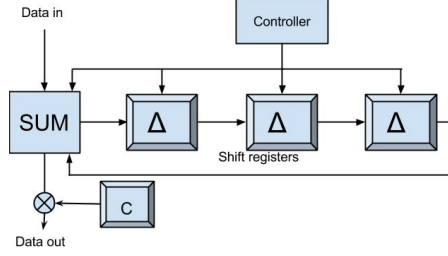 Data in
Controller
SUM
Δ
Δ
Δ
Shift registers
C
Data out